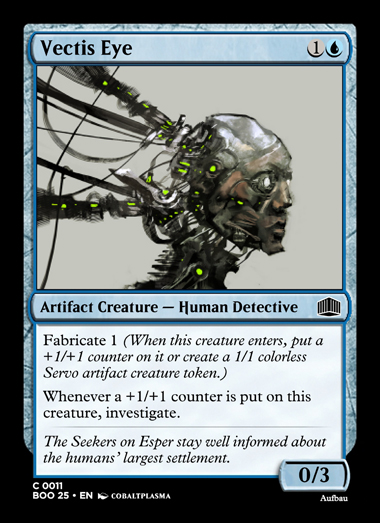 Vectis Eye 1
Artifact Creature — Human Detective
Fabricate 1 (When this creature enters, put a
+1/+1 counter on it or create a 1/1 colorless
Servo artifact creature token.)
Whenever a +1/+1 counter is put on this
creature, investigate.
The Seekers on Esper stay well informed about
the humans' largest settlement.
0/3
C 0011
BOO 25 • EN COBALTPLASMA
Aufbau